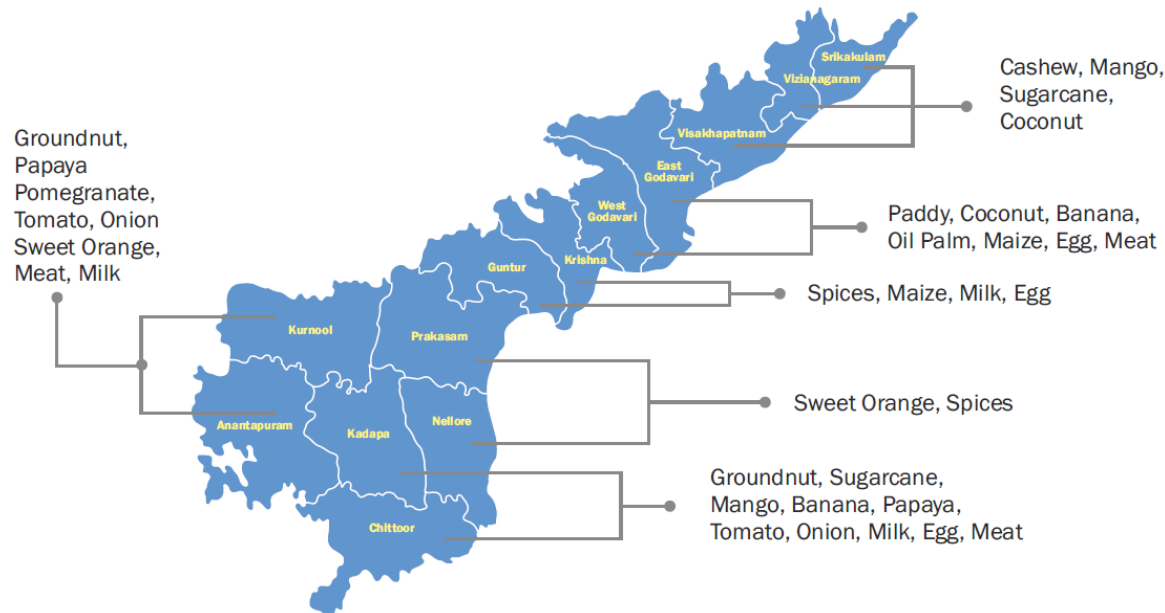 Srikakulam
Vizianagaram
Cashew, Mango,
Sugarcane,
Coconut
Visakhapatnam
Groundnut,
Papaya
Pomegranate,
Tomato, Onion
Sweet Orange,
Meat, Milk
East
Godavari
West
Godavari
Paddy, Coconut, Banana,
Oil Palm, Maize, Egg, Meat
Krishna
Guntur
Spices, Maize, Milk, Egg
Kurnool
Prakasam
Sweet Orange, Spices
Anantapuram
Kadapa
Nellore
Groundnut, Sugarcane,
Mango, Banana, Papaya,
Tomato, Onion, Milk, Egg, Meat
Chittoor